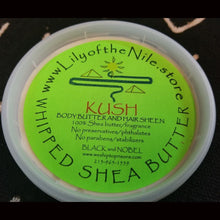 www.LilyoftheNile.store
KUSH
BODY BUTTER AND HAIR SHEEN
100% Shea butter/fragrance
No preservatives/phthalates
No parabens/stabilizers
BLACK and NOBEL
WHIPPED SHEA BUTTER